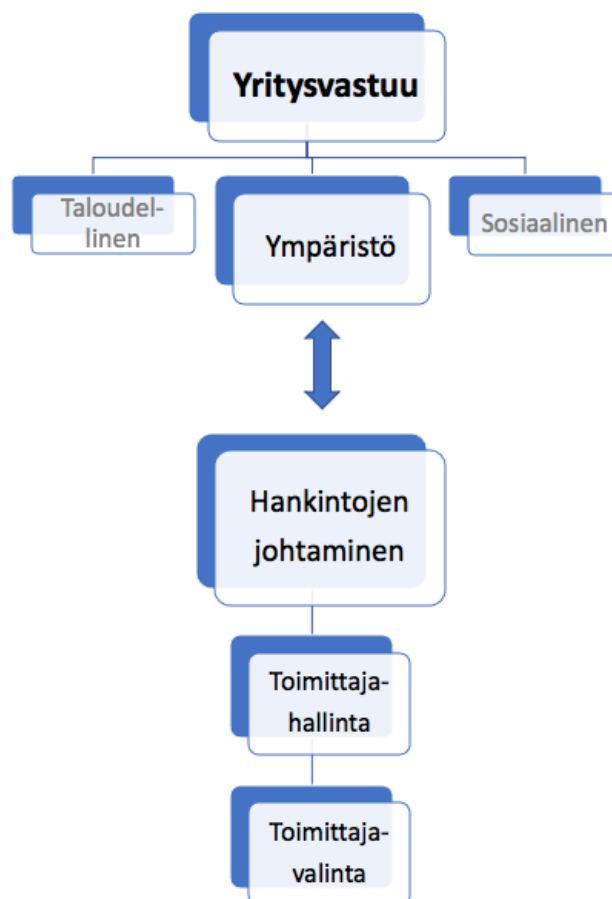 Yritysvastuu
Taloudel-
linen
Ympäristö
Sosiaalinen
Hankintojen
johtaminen
Toimittaja-
hallinta
Toimittaja-
valinta